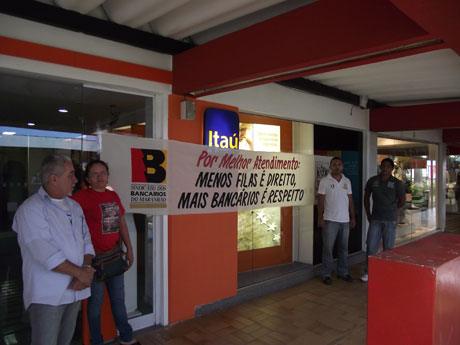 Itaú
B
SINDICATO DOS
BANCÁRIOS
DO MARANHÃO
Por Melhor Atendimento:
MENOS FILAS É DIREITO,
MAIS BANCÁRIOS É RESPEITO